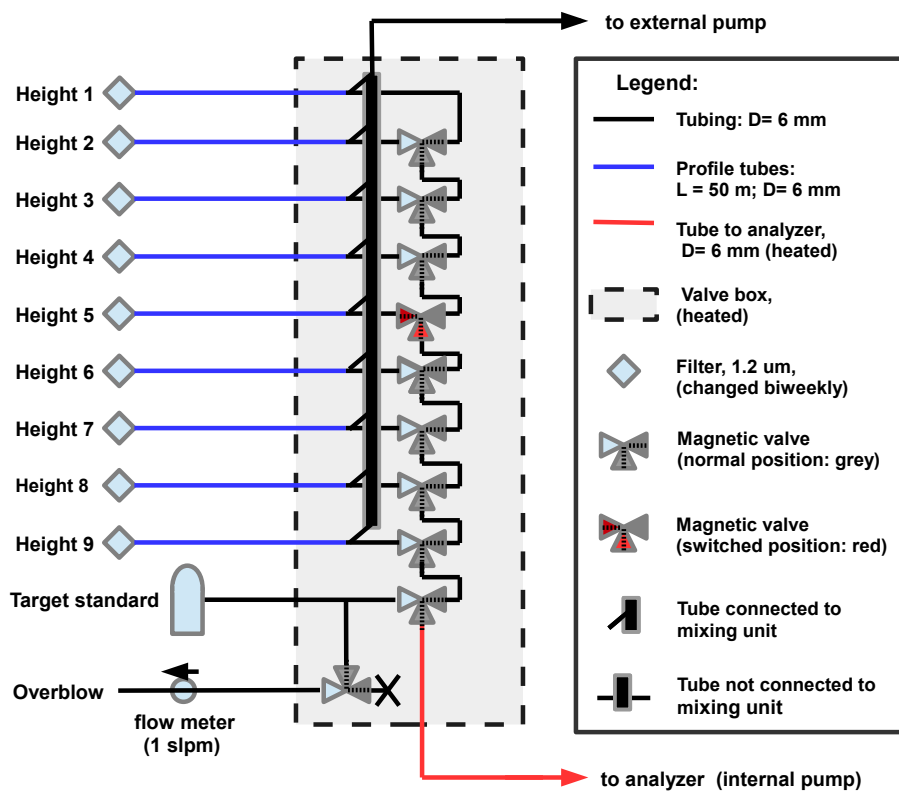 to external pump
Height 1
Height 2
Height 3
Height 4
Height 5
Height 6
Height 7
Height 8
Height 9
Target standard
Overblow
flow meter
(1 slpm)
to analyzer (internal pump)
Legend:
Tubing: D= 6 mm
Profile tubes:
L = 50 m; D= 6 mm
Tube to analyzer,
D= 6 mm (heated)
Valve box,
(heated)
Filter, 1.2 um,
(changed biweekly)
Magnetic valve
(normal position: grey)
Magnetic valve
(switched position: red)
Tube connected to
mixing unit
Tube not connected to
mixing unit